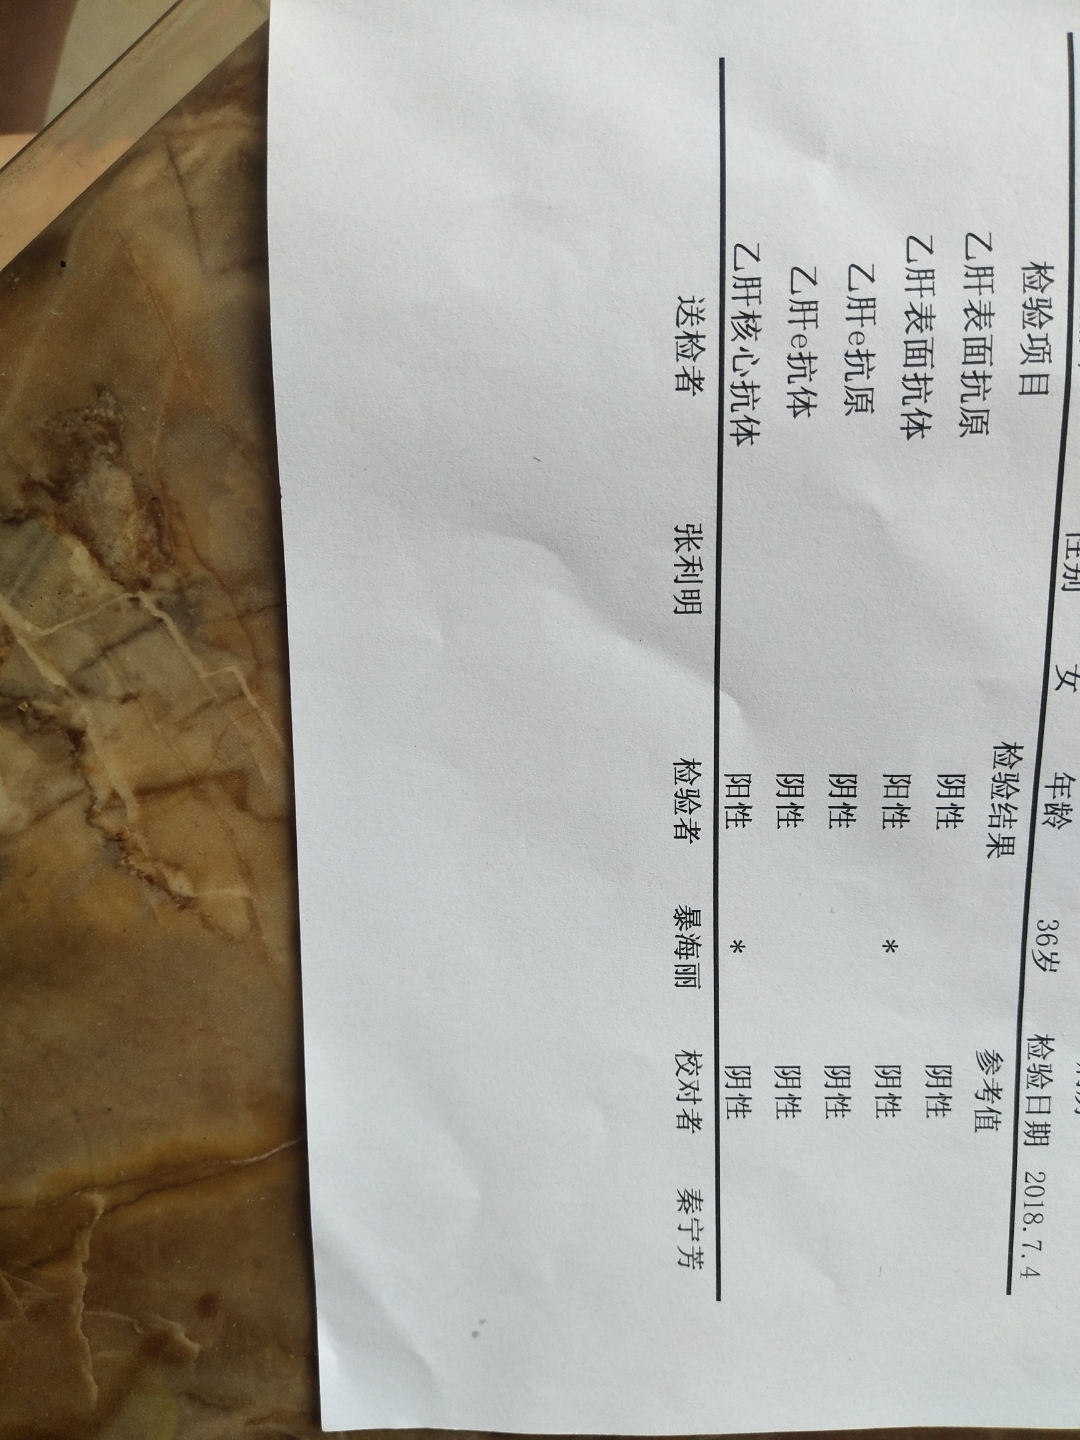 性别 女 年龄 36岁 检验日期 2018.7.4
检验项目 检验结果 参考值
乙肝表面抗原 阴性 阴性
乙肝表面抗体 阳性 * 阴性
乙肝e抗原 阴性 阴性
乙肝e抗体 阴性 阴性
乙肝核心抗体 阳性 * 阴性
送检者 张利明 检验者 暴海丽 校对者 秦宁芳